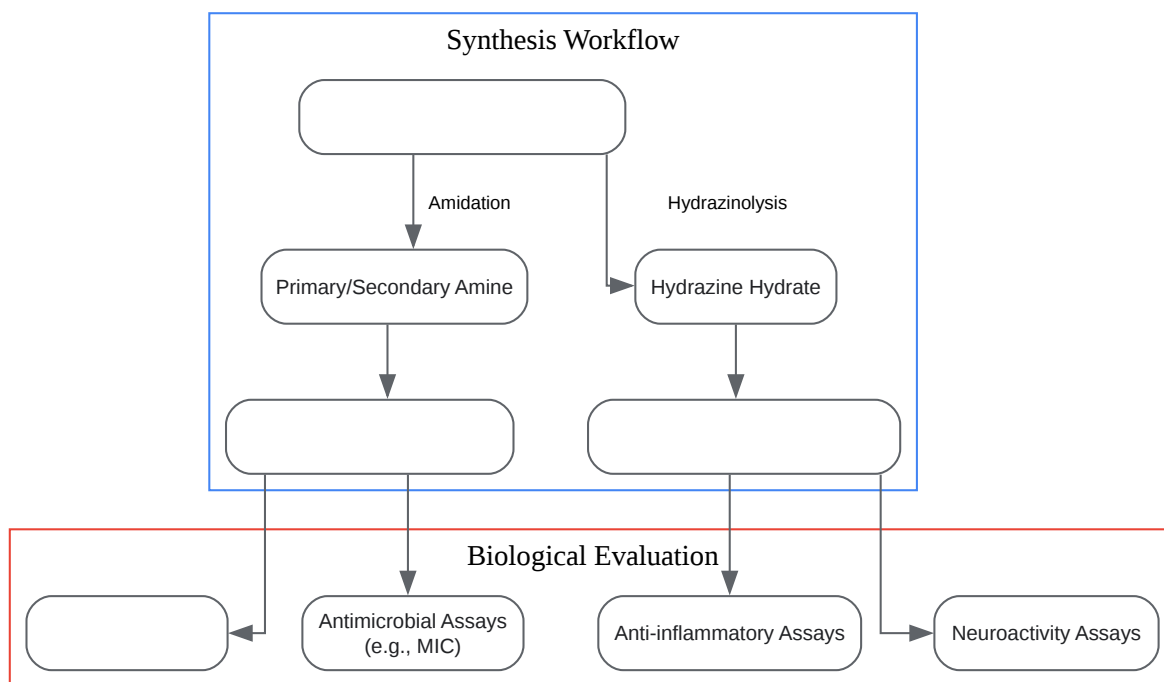 Synthesis Workflow
Amidation
Hydrazinolysis
Primary/Secondary Amine
Hydrazine Hydrate
Biological Evaluation
Antimicrobial Assays
(e.g., MIC)
Anti-inflammatory Assays
Neuroactivity Assays